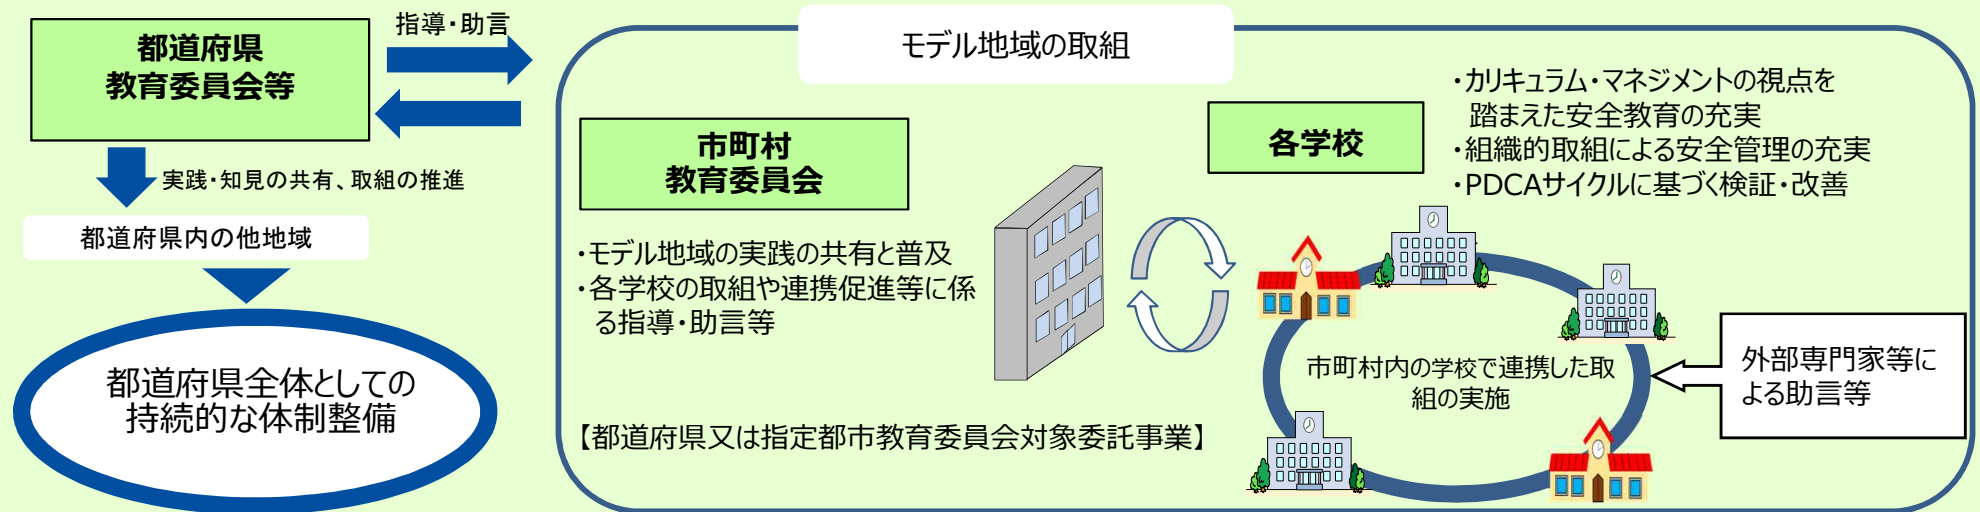 都道府県
教育委員会等
指導・助言
実践・知見の共有、取組の推進
都道府県内の他地域
都道府県全体としての
持続的な体制整備
モデル地域の取組
市町村
教育委員会
・モデル地域の実践の共有と普及
・各学校の取組や連携促進等に係
る指導・助言等
【都道府県又は指定都市教育委員会対象委託事業】
各学校
・カリキュラム・マネジメントの視点を
踏まえた安全教育の充実
・組織的取組による安全管理の充実
・PDCAサイクルに基づく検証・改善
市町村内の学校で連携した取
組の実施
外部専門家等に
よる助言等